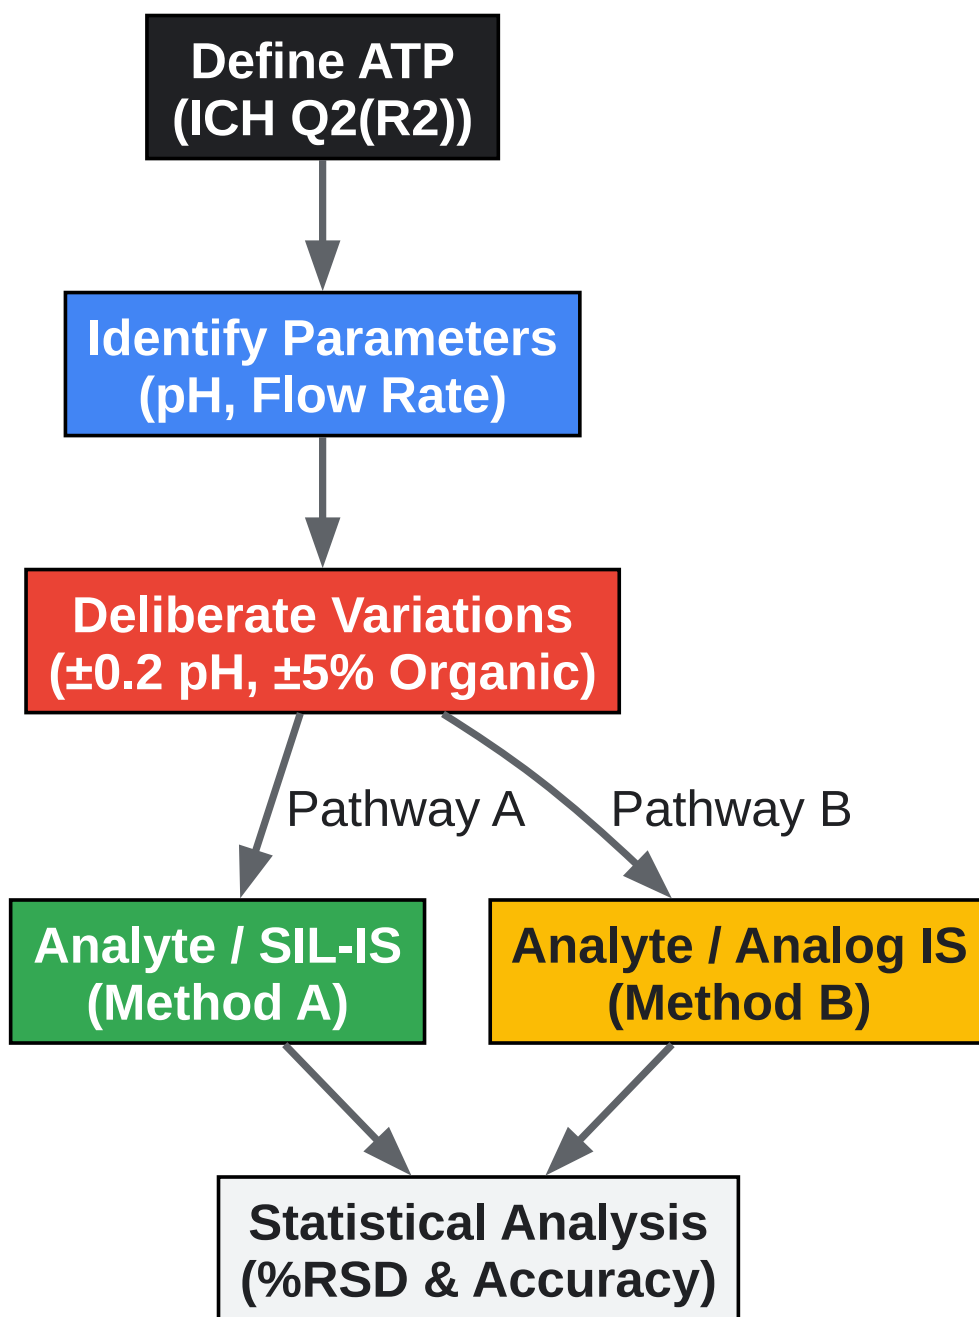 Define ATP
(ICH Q2(R2))
Identify Parameters
(pH, Flow Rate)
Deliberate Variations
(±0.2 pH, ±5% Organic)
Pathway A
Pathway B
Analyte / SIL-IS
(Method A)
Analyte / Analog IS
(Method B)
Statistical Analysis
(%RSD & Accuracy)